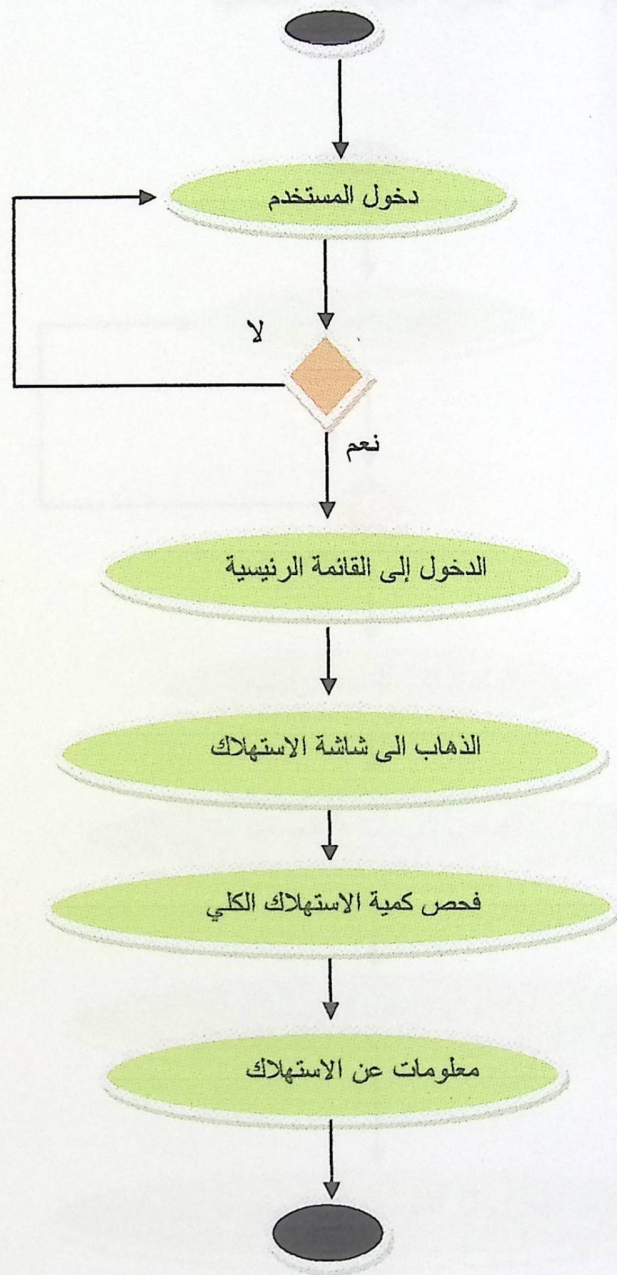 دخول المستخدم
لا
نعم
الدخول إلى القائمة الرئيسية
الذهاب الى شاشة الاستهلاك
فحص كمية الاستهلاك الكلي
معلومات عن الاستهلاك